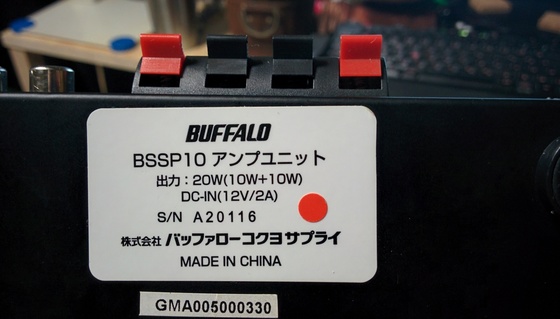 BUFFALO
BSSP10 アンプユニット
出力：20W(10W+10W)
DC-IN(12V/2A)
S/N A20116
株式会社 バッファローコクヨサプライ
MADE IN CHINA
GMA005000330